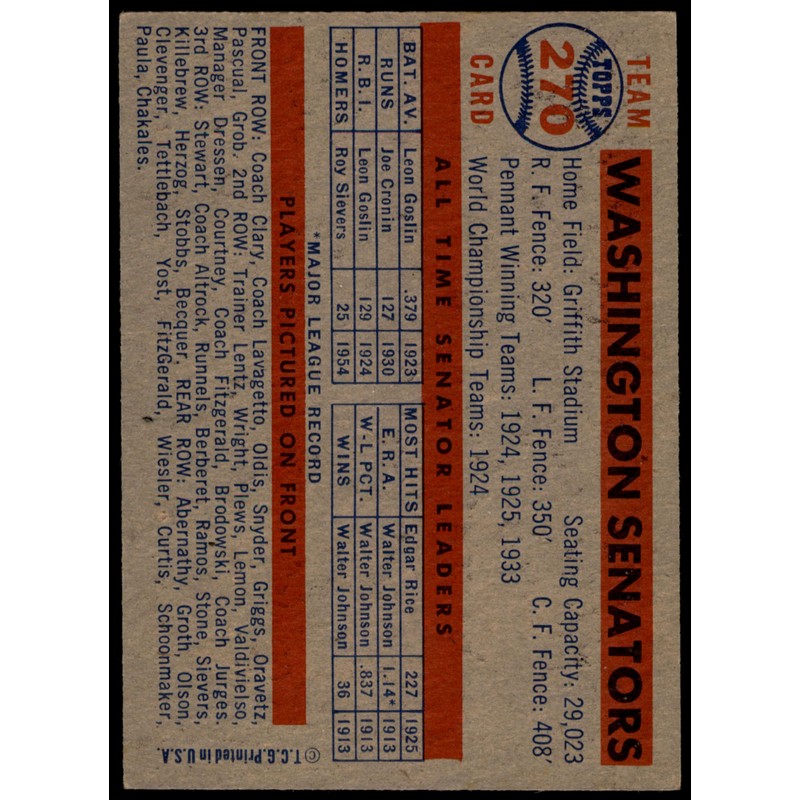 TEAM
TOPPS
270
CARD
WASHINGTON SENATORS
Home Field: Griffith Stadium Seating Capacity: 29,023
R. F. Fence: 320' L. F. Fence: 350' C. F. Fence: 408'
Pennant Winning Teams: 1924, 1925, 1933
World Championship Teams: 1924
ALL TIME SENATOR LEADERS
BAT. AV. Leon Goslin .379 1923
RUNS Joe Cronin 127 1930
R. B. I. Leon Goslin 129 1924
HOMERS Roy Sievers 25 1954
MOST HITS Edgar Rice 227 1925
E. R. A. Walter Johnson 1.14* 1913
W-L PCT. Walter Johnson .837 1913
WINS Walter Johnson 36 1913
*MAJOR LEAGUE RECORD
PLAYERS PICTURED ON FRONT
FRONT ROW: Coach Clary, Coach Lavagetto, Oldis, Snyder, Griggs, Oravetz,
Pascual, Grob. 2nd ROW: Trainer Lentz, Wright, Plews, Lemon, Valdivielso,
Manager Dressen, Courtney, Coach Fitzgerald, Brodowski, Coach Jurges.
3rd ROW: Stewart, Coach Altrock, Runnels, Berberet, Ramos, Stone, Sievers,
Killebrew, Herzog, Stobbs, Becquer, REAR ROW: Abernathy, Groth, Olson,
Clevenger, Tettlebach, Yost, FitzGerald, Wiesler, Curtis, Schoonmaker,
Paula, Chakales.
© T.C.G. Printed in U.S.A.